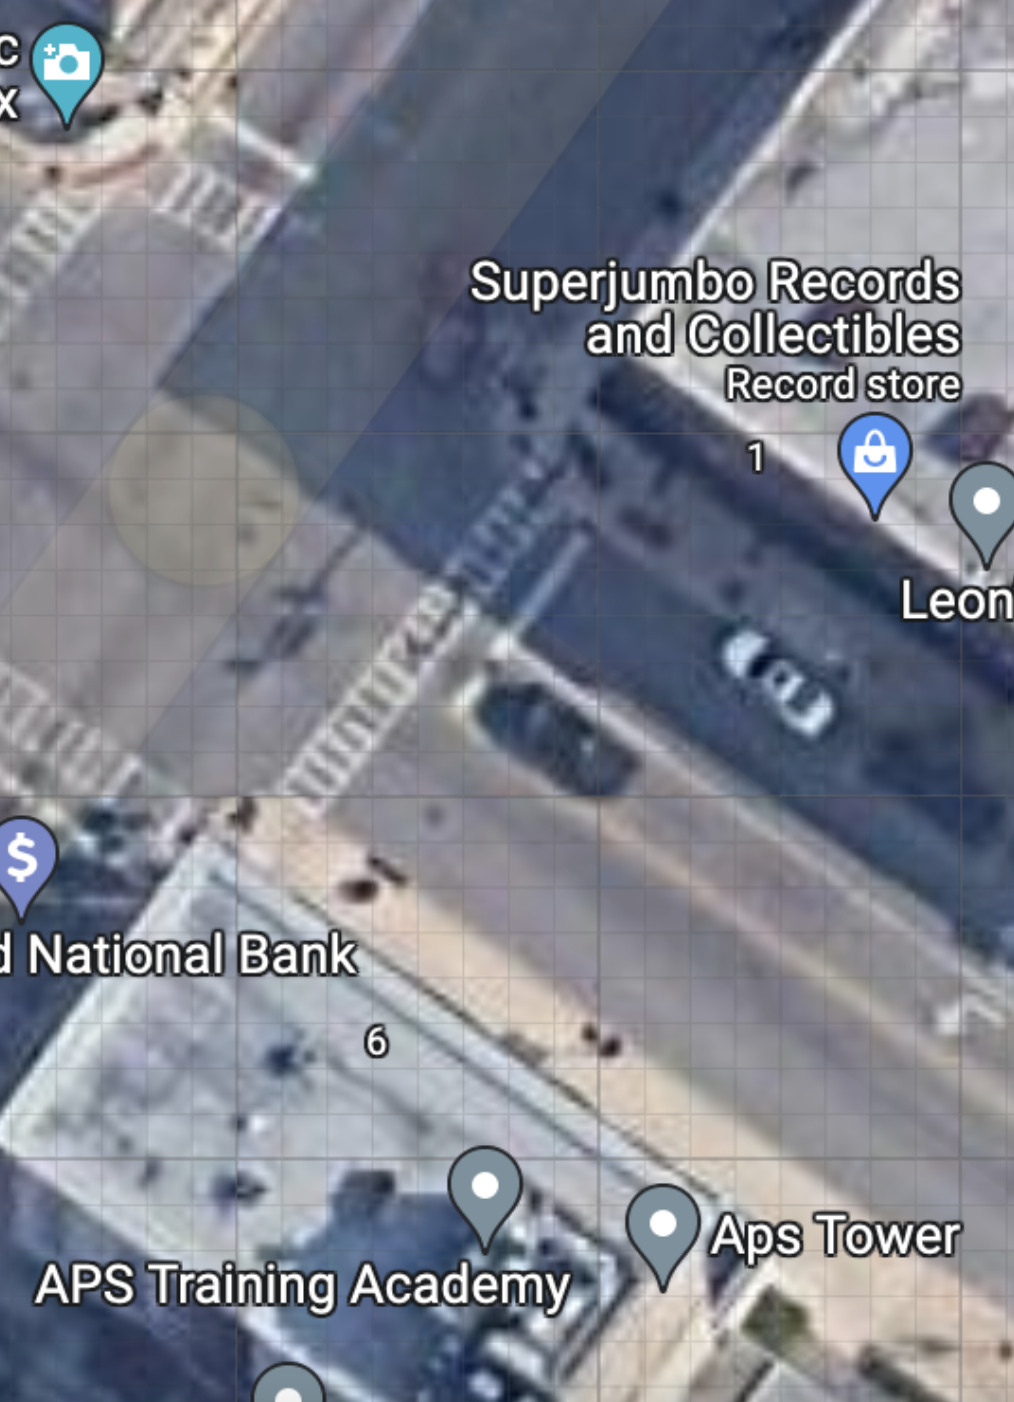 C
X
Superjumbo Records
and Collectibles
Record store
1
Leon
$
d National Bank
6
APS Training Academy
Aps Tower